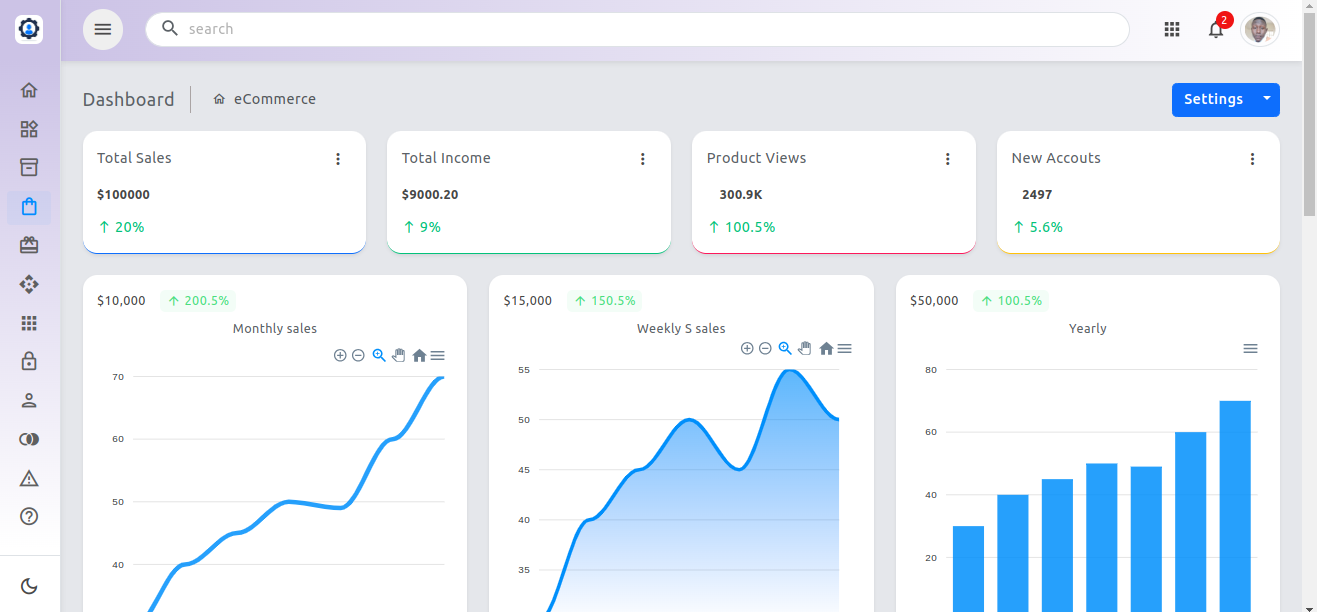 search
2
Dashboard
eCommerce
Settings
Total Sales
$100000
20%
Total Income
$9000.20
9%
Product Views
300.9K
100.5%
New Accouts
2497
5.6%
$10,000
200.5%
Monthly sales
70
60
50
40
$15,000
150.5%
Weekly S sales
55
50
45
40
35
$50,000
100.5%
Yearly
80
60
40
20